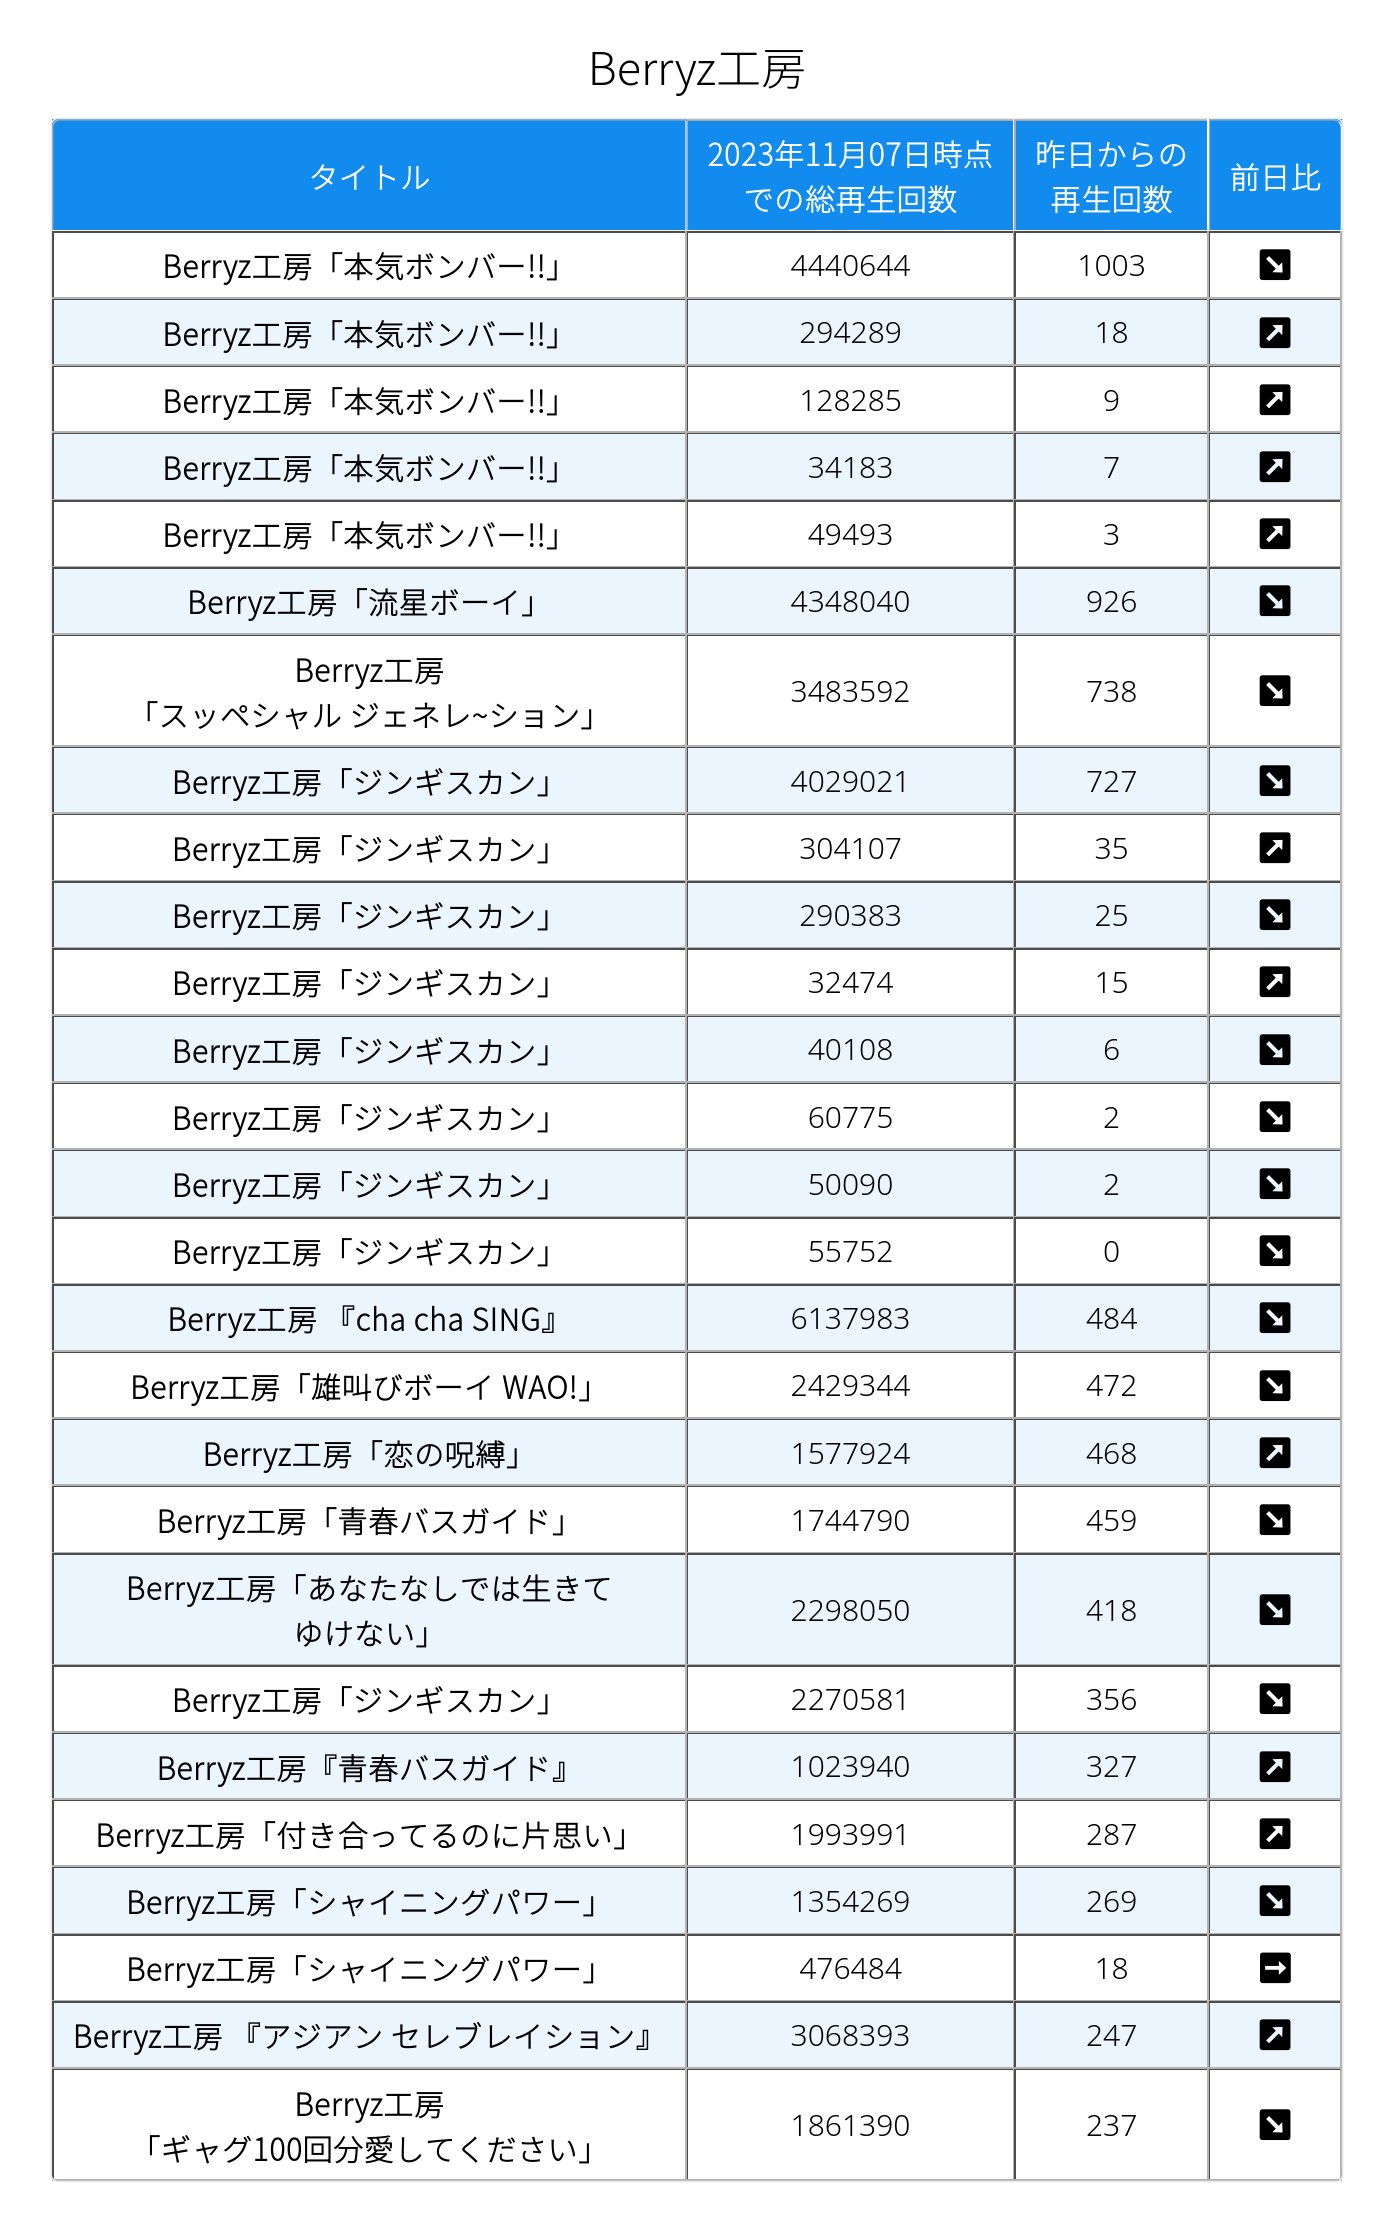 Berryz工房
タイトル
2023年11月07日時点
での総再生回数
昨日からの
再生回数
前日比
Berryz工房「本気ボンバー!!」 4440644 1003 ↘
Berryz工房「本気ボンバー!!」 294289 18 ↗
Berryz工房「本気ボンバー!!」 128285 9 ↗
Berryz工房「本気ボンバー!!」 34183 7 ↗
Berryz工房「本気ボンバー!!」 49493 3 ↗
Berryz工房「流星ボーイ」 4348040 926 ↘
Berryz工房
「スッペシャル ジェネレ~ション」 3483592 738 ↘
Berryz工房「ジンギスカン」 4029021 727 ↘
Berryz工房「ジンギスカン」 304107 35 ↗
Berryz工房「ジンギスカン」 290383 25 ↘
Berryz工房「ジンギスカン」 32474 15 ↗
Berryz工房「ジンギスカン」 40108 6 ↘
Berryz工房「ジンギスカン」 60775 2 ↘
Berryz工房「ジンギスカン」 50090 2 ↘
Berryz工房「ジンギスカン」 55752 0 ↘
Berryz工房 『cha cha SING』 6137983 484 ↘
Berryz工房「雄叫びボーイ WAO!」 2429344 472 ↘
Berryz工房「恋の呪縛」 1577924 468 ↗
Berryz工房「青春バスガイド」 1744790 459 ↘
Berryz工房「あなたなしでは生きて
ゆけない」 2298050 418 ↘
Berryz工房「ジンギスカン」 2270581 356 ↘
Berryz工房『青春バスガイド』 1023940 327 ↗
Berryz工房「付き合ってるのに片思い」 1993991 287 ↗
Berryz工房「シャイニングパワー」 1354269 269 ↘
Berryz工房「シャイニングパワー」 476484 18 →
Berryz工房 『アジアン セレブレイション』 3068393 247 ↗
Berryz工房
「ギャグ100回分愛してください」 1861390 237 ↘